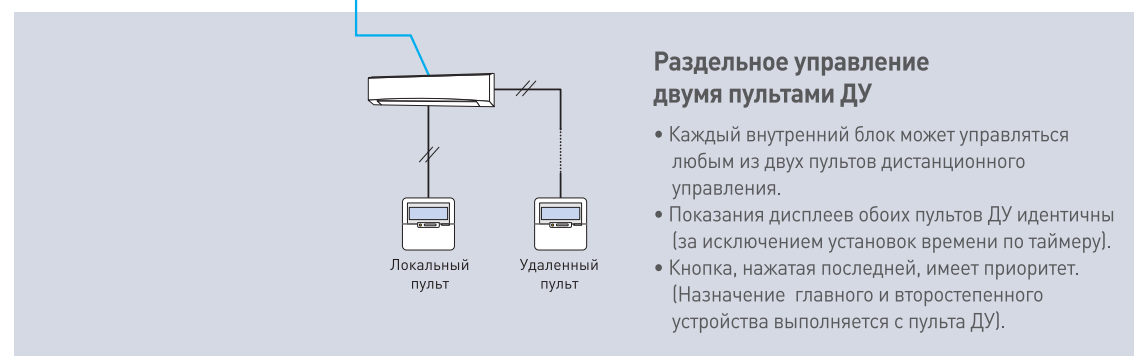 Раздельное управление
двумя пультами ДУ
• Каждый внутренний блок может управляться
любым из двух пультов дистанционного
управления.
• Показания дисплеев обоих пультов ДУ идентичны
(за исключением установок времени по таймеру).
• Кнопка, нажатая последней, имеет приоритет.
(Назначение главного и второстепенного
устройства выполняется с пульта ДУ).
Локальный
пульт
Удаленный
пульт